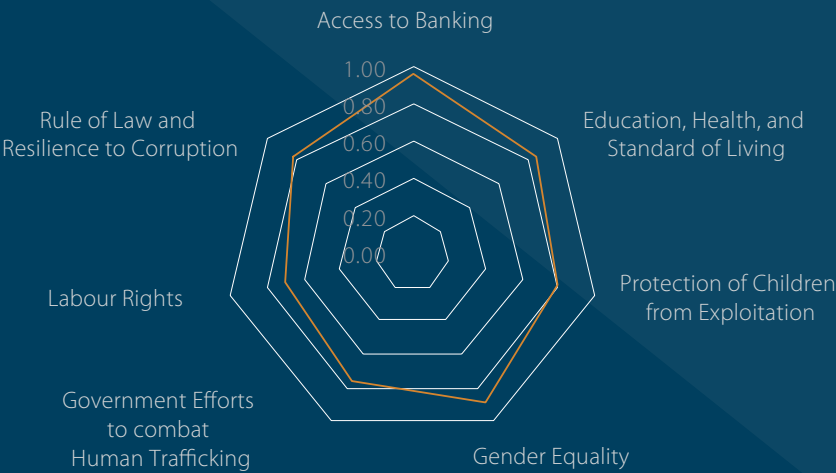 Access to Banking
1.00
0.80
0.60
0.40
0.20
0.00
Education, Health, and
Standard of Living
Protection of Children
from Exploitation
Gender Equality
Government Efforts
to combat
Human Trafficking
Labour Rights
Rule of Law and
Resilience to Corruption